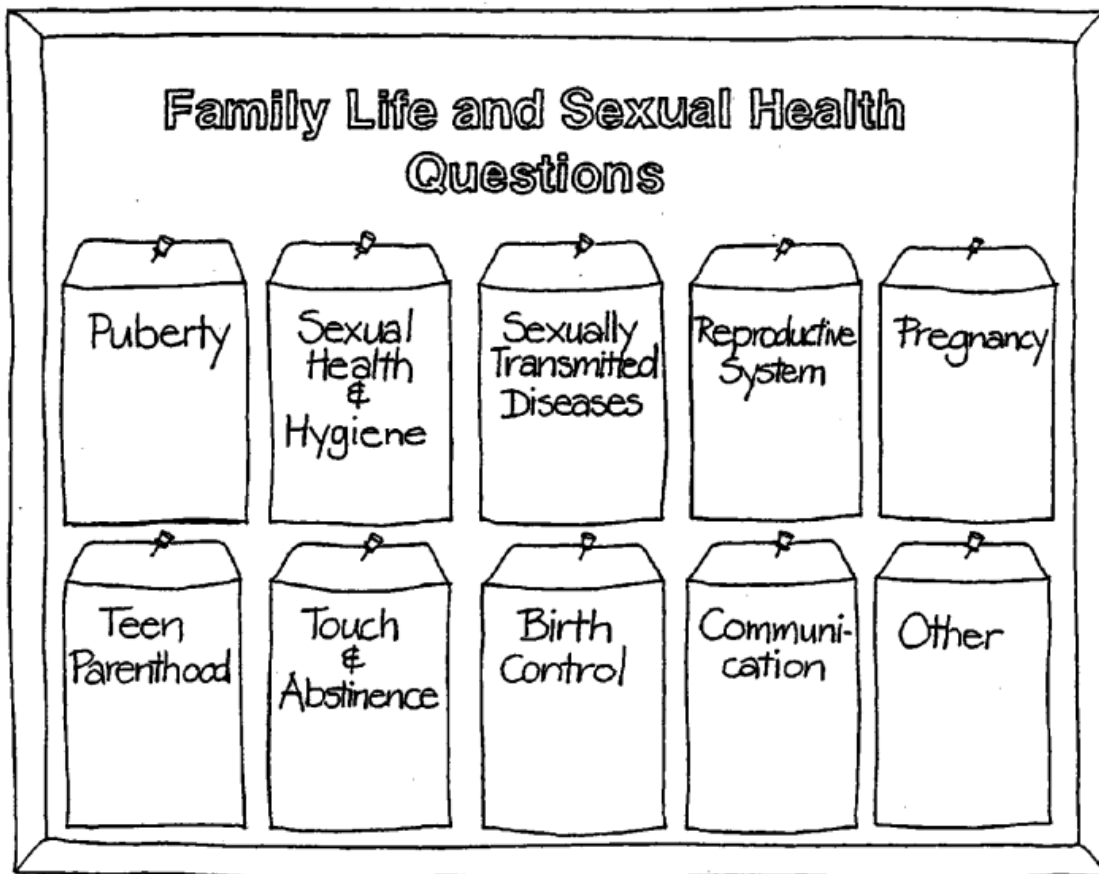 Family Life and Sexual Health
Questions
Puberty
Sexual
Health
&
Hygiene
Sexually
Transmitted
Diseases
Reproductive
System
Pregnancy
Teen
Parenthood
Touch
&
Abstinence
Birth
Control
Communi-
cation
Other